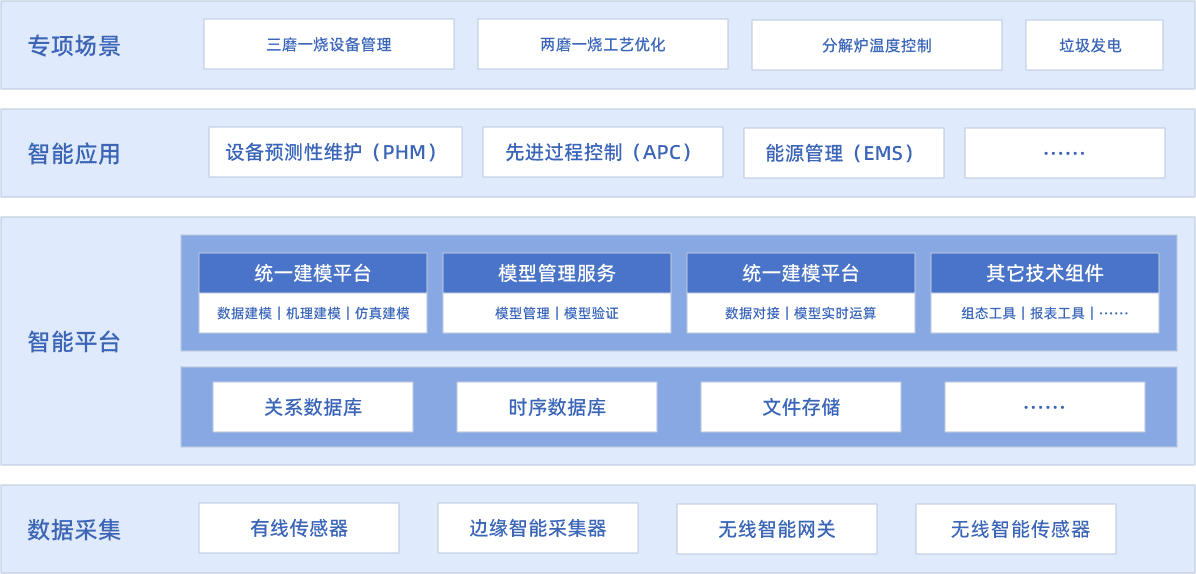 专项场景
三磨一烧设备管理
两磨一烧工艺优化
分解炉温度控制
垃圾发电
智能应用
设备预测性维护（PHM）
先进过程控制（APC）
能源管理（EMS）
······
智能平台
统一建模平台
模型管理服务
统一建模平台
其它技术组件
数据建模 | 机理建模 | 仿真建模
模型管理 | 模型验证
数据对接 | 模型实时运算
组态工具 | 报表工具 | ······
关系数据库
时序数据库
文件存储
······
数据采集
有线传感器
边缘智能采集器
无线智能网关
无线智能传感器